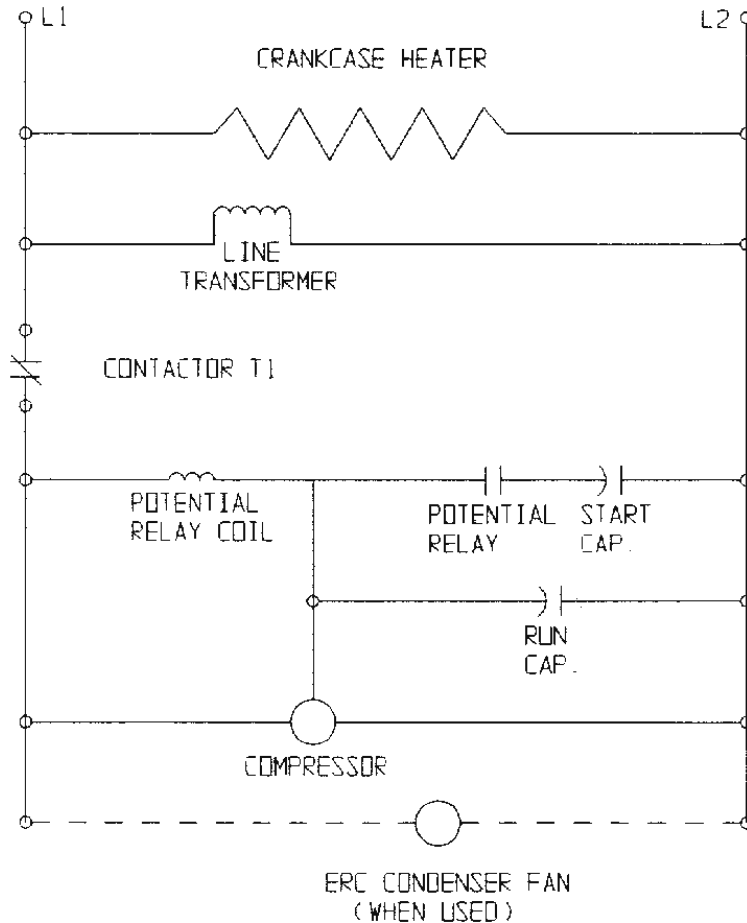 L1
L2
CRANKCASE HEATER
LINE
TRANSFORMER
CONTACTOR T1
POTENTIAL
RELAY COIL
POTENTIAL
RELAY
START
CAP.
RUN
CAP.
COMPRESSOR
ERC CONDENSER FAN
(WHEN USED)